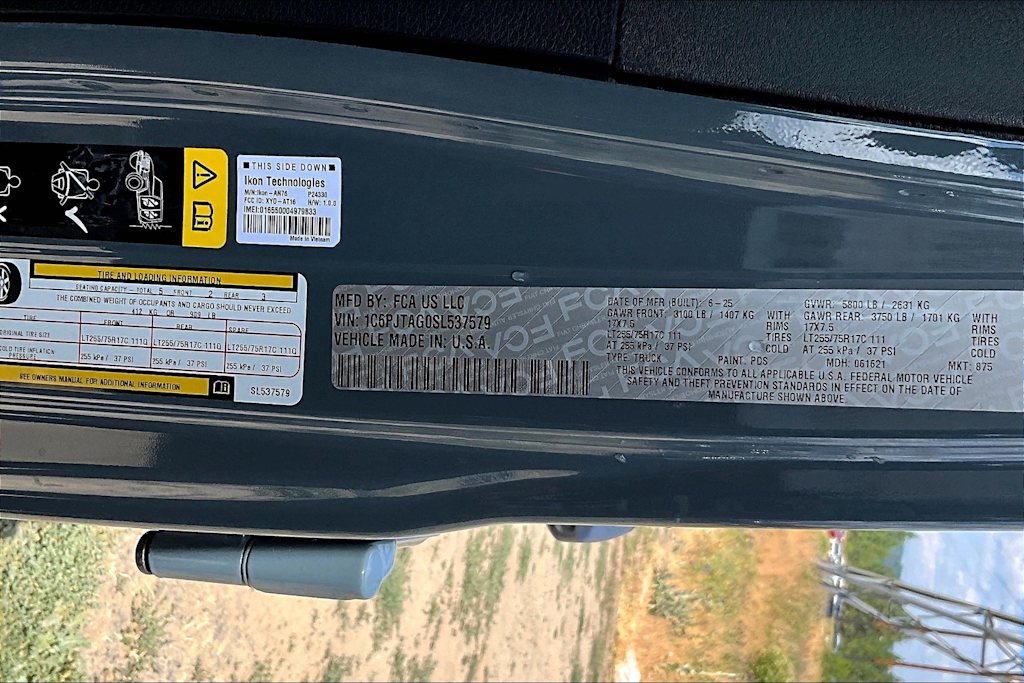 THIS SIDE DOWN
Ikon Technologies
M/N:Ikon-AN76 P24330
FCC ID: XYO-AT16 H/W: 1.0.0
IMEI:016550004979833
Made in Vietnam
TIRE AND LOADING INFORMATION
SEATING CAPACITY - TOTAL 5 FRONT 2 REAR 3
THE COMBINED WEIGHT OF OCCUPANTS AND CARGO SHOULD NEVER EXCEED
412 KG OR 909 LB
FRONT REAR SPARE
ORIGINAL TIRE SIZE LT255/75R17C 111Q LT255/75R17C 111Q LT255/75R17C 111Q
COLD TIRE INFLATION PRESSURE 255 kPa / 37 PSI 255 kPa / 37 PSI 255 kPa / 37 PSI
SEE OWNERS MANUAL FOR ADDITIONAL INFORMATION
SL537579
MFD BY: FCA US LLC
VIN: 1C6PJTAG0SL537579
VEHICLE MADE IN: U.S.A.
DATE OF MFR (BUILT): 6-25 GVWR: 5800 LB / 2631 KG
GAWR FRONT: 3100 LB / 1407 KG WITH GAWR REAR: 3750 LB / 1701 KG WITH
17X7.5 RIMS 17X7.5 RIMS
LT255/75R17C 111 TIRES LT255/75R17C 111 TIRES
AT 255 kPa / 37 PSI COLD AT 255 kPa / 37 PSI COLD
TYPE: TRUCK PAINT: PDS MDH: 061621 MKT: 875
THIS VEHICLE CONFORMS TO ALL APPLICABLE U.S.A. FEDERAL MOTOR VEHICLE
SAFETY AND THEFT PREVENTION STANDARDS IN EFFECT ON THE DATE OF
MANUFACTURE SHOWN ABOVE.